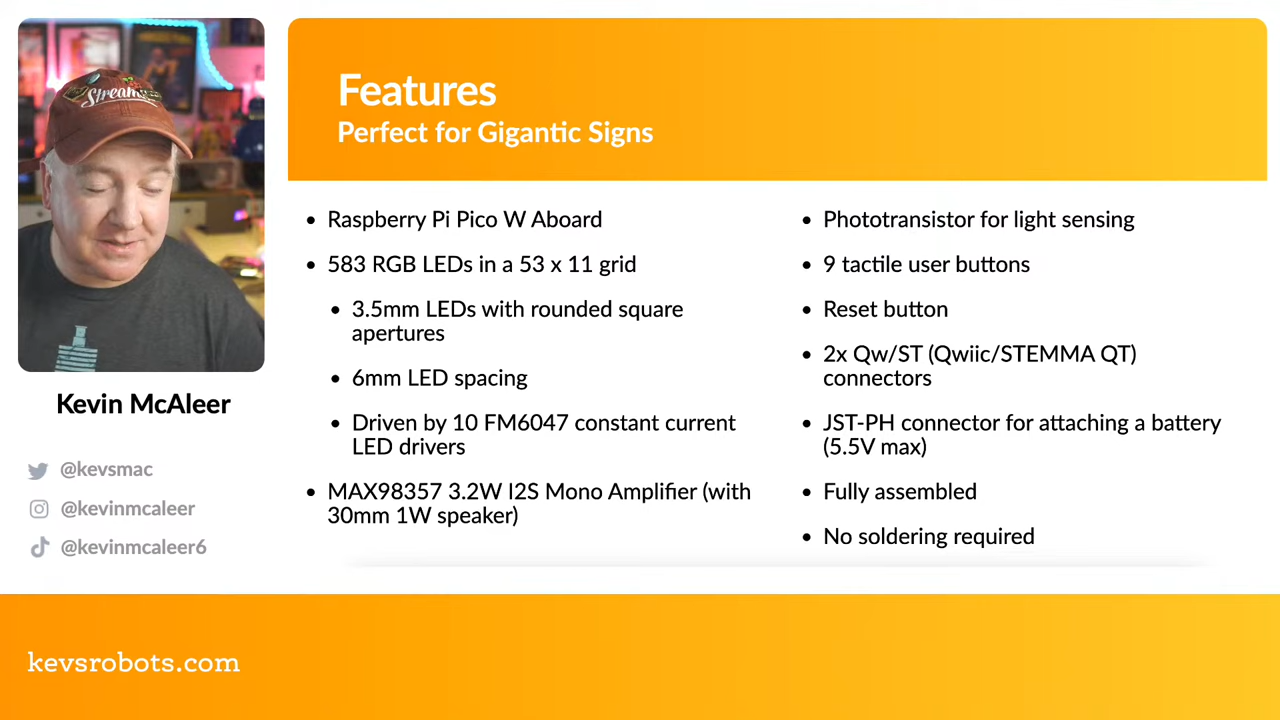 Features
Perfect for Gigantic Signs
Raspberry Pi Pico W Aboard
583 RGB LEDs in a 53 x 11 grid
3.5mm LEDs with rounded square
apertures
6mm LED spacing
Driven by 10 FM6047 constant current
LED drivers
MAX98357 3.2W I2S Mono Amplifier (with
30mm 1W speaker)
Phototransistor for light sensing
9 tactile user buttons
Reset button
2x Qw/ST (Qwiic/STEMMA QT)
connectors
JST-PH connector for attaching a battery
(5.5V max)
Fully assembled
No soldering required
Kevin McAleer
@kevsmac
@kevinmcaleer
@kevinmcaleer6
kevsrobots.com